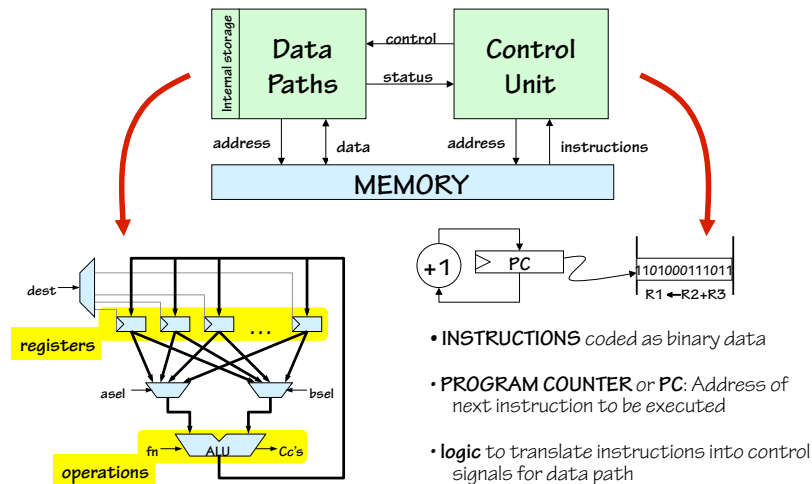 Internal storage
Data
Paths
control
status
Control
Unit
address
data
address
instructions
MEMORY
dest
registers
...
asel
bsel
fn
ALU
Cc's
operations
+1
PC
1101000111011
R1 ←R2+R3
• INSTRUCTIONS coded as binary data
• PROGRAM COUNTER or PC: Address of
next instruction to be executed
• logic to translate instructions into control
signals for data path